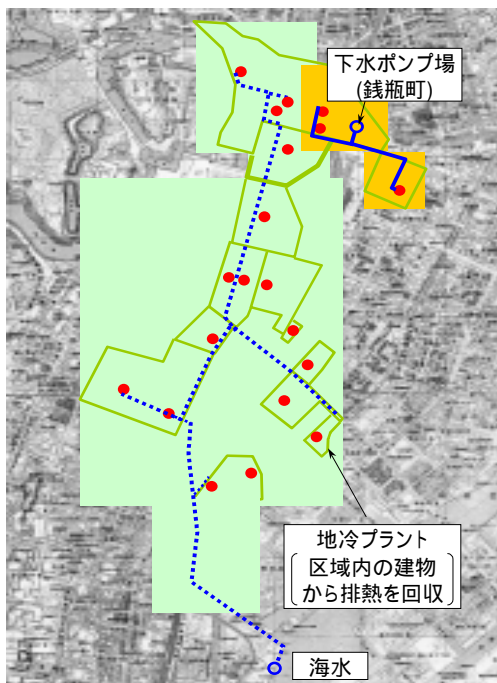 下水ポンプ場
(銭瓶町)
地冷プラント
区域内の建物
から排熱を回収
海水